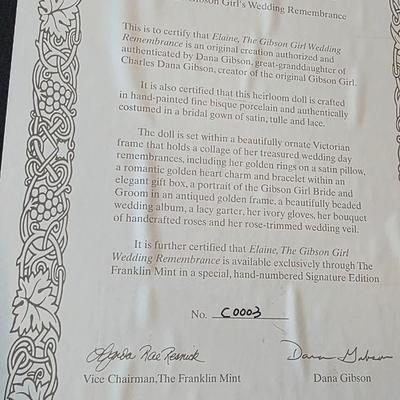 Gibson Girl's Wedding Remembrance
This is to certify that Elaine, The Gibson Girl Wedding
Remembrance is an original creation authorized and
authenticated by Dana Gibson, great-granddaughter of
Charles Dana Gibson, creator of the original Gibson Girl.
It is also certified that this heirloom doll is crafted
in hand-painted fine bisque porcelain and authentically
costumed in a bridal gown of satin, tulle and lace.
The doll is set within a beautifully ornate Victorian
frame that holds a collage of her treasured wedding day
remembrances, including her golden rings on a satin pillow,
a romantic golden heart charm and bracelet within an
elegant gift box, a portrait of the Gibson Girl Bride and
Groom in an antiqued golden frame, a beautifully beaded
wedding album, a lacy garter, her ivory gloves, her bouquet
of handcrafted roses and her rose-trimmed wedding veil.
It is further certified that Elaine, The Gibson Girl
Wedding Remembrance is available exclusively through The
Franklin Mint in a special, hand-numbered Signature Edition
No. C0003
Lynda Rae Resnick Dana Gibson
Vice Chairman, The Franklin Mint Dana Gibson